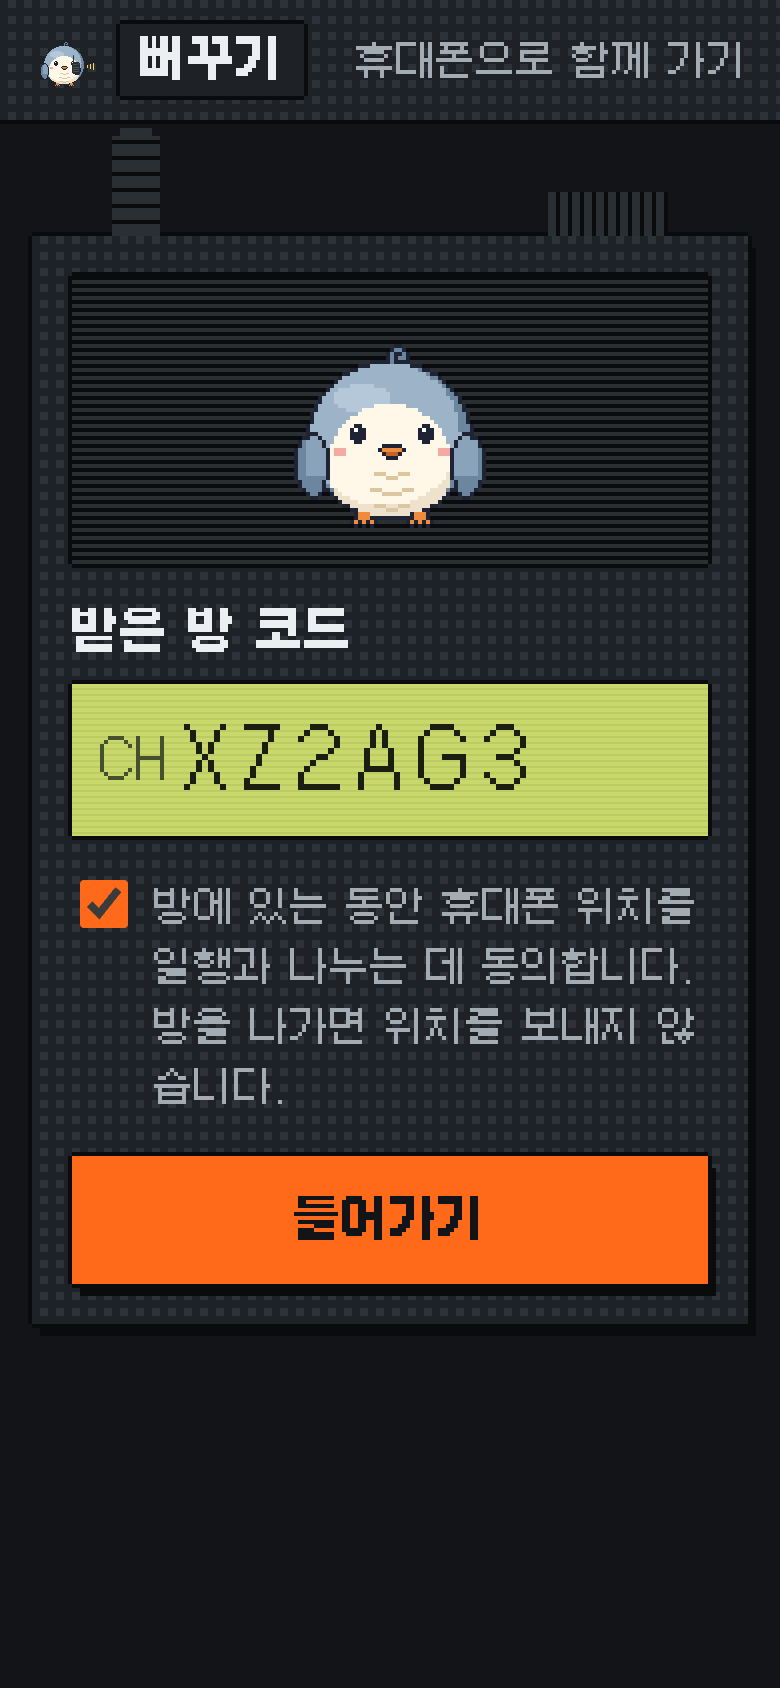 뻐꾸기
휴대폰으로 함께 가기
받은 방 코드
CH XZ2AG3
방에 있는 동안 휴대폰 위치를
일행과 나누는 데 동의합니다.
방을 나가면 위치를 보내지 않
습니다.
들어가기